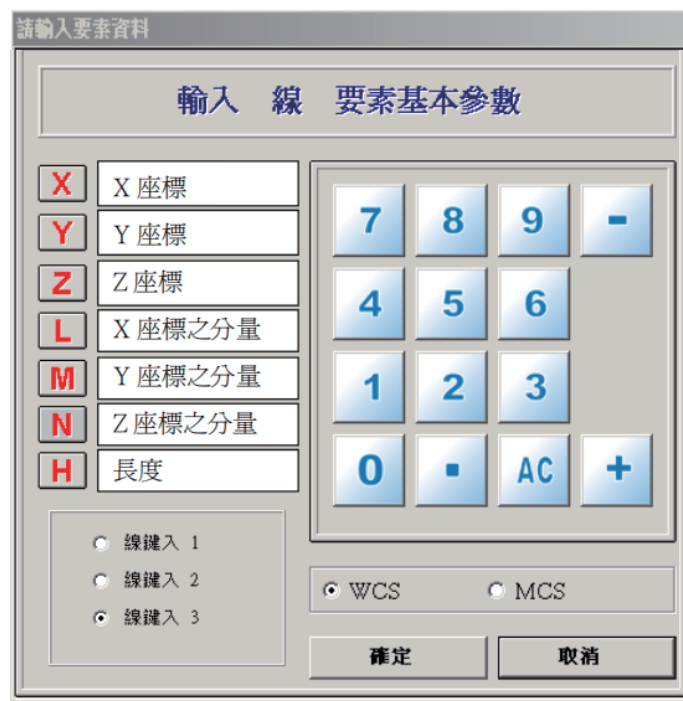 請輸入要素資料
輸入 線 要素基本參數
X X 座標
Y Y 座標
Z Z 座標
L X 座標之分量
M Y 座標之分量
N Z 座標之分量
H 長度
7 8 9 -
4 5 6
1 2 3
0 . AC +
線鍵入 1
線鍵入 2
線鍵入 3
WCS MCS
確定 取消